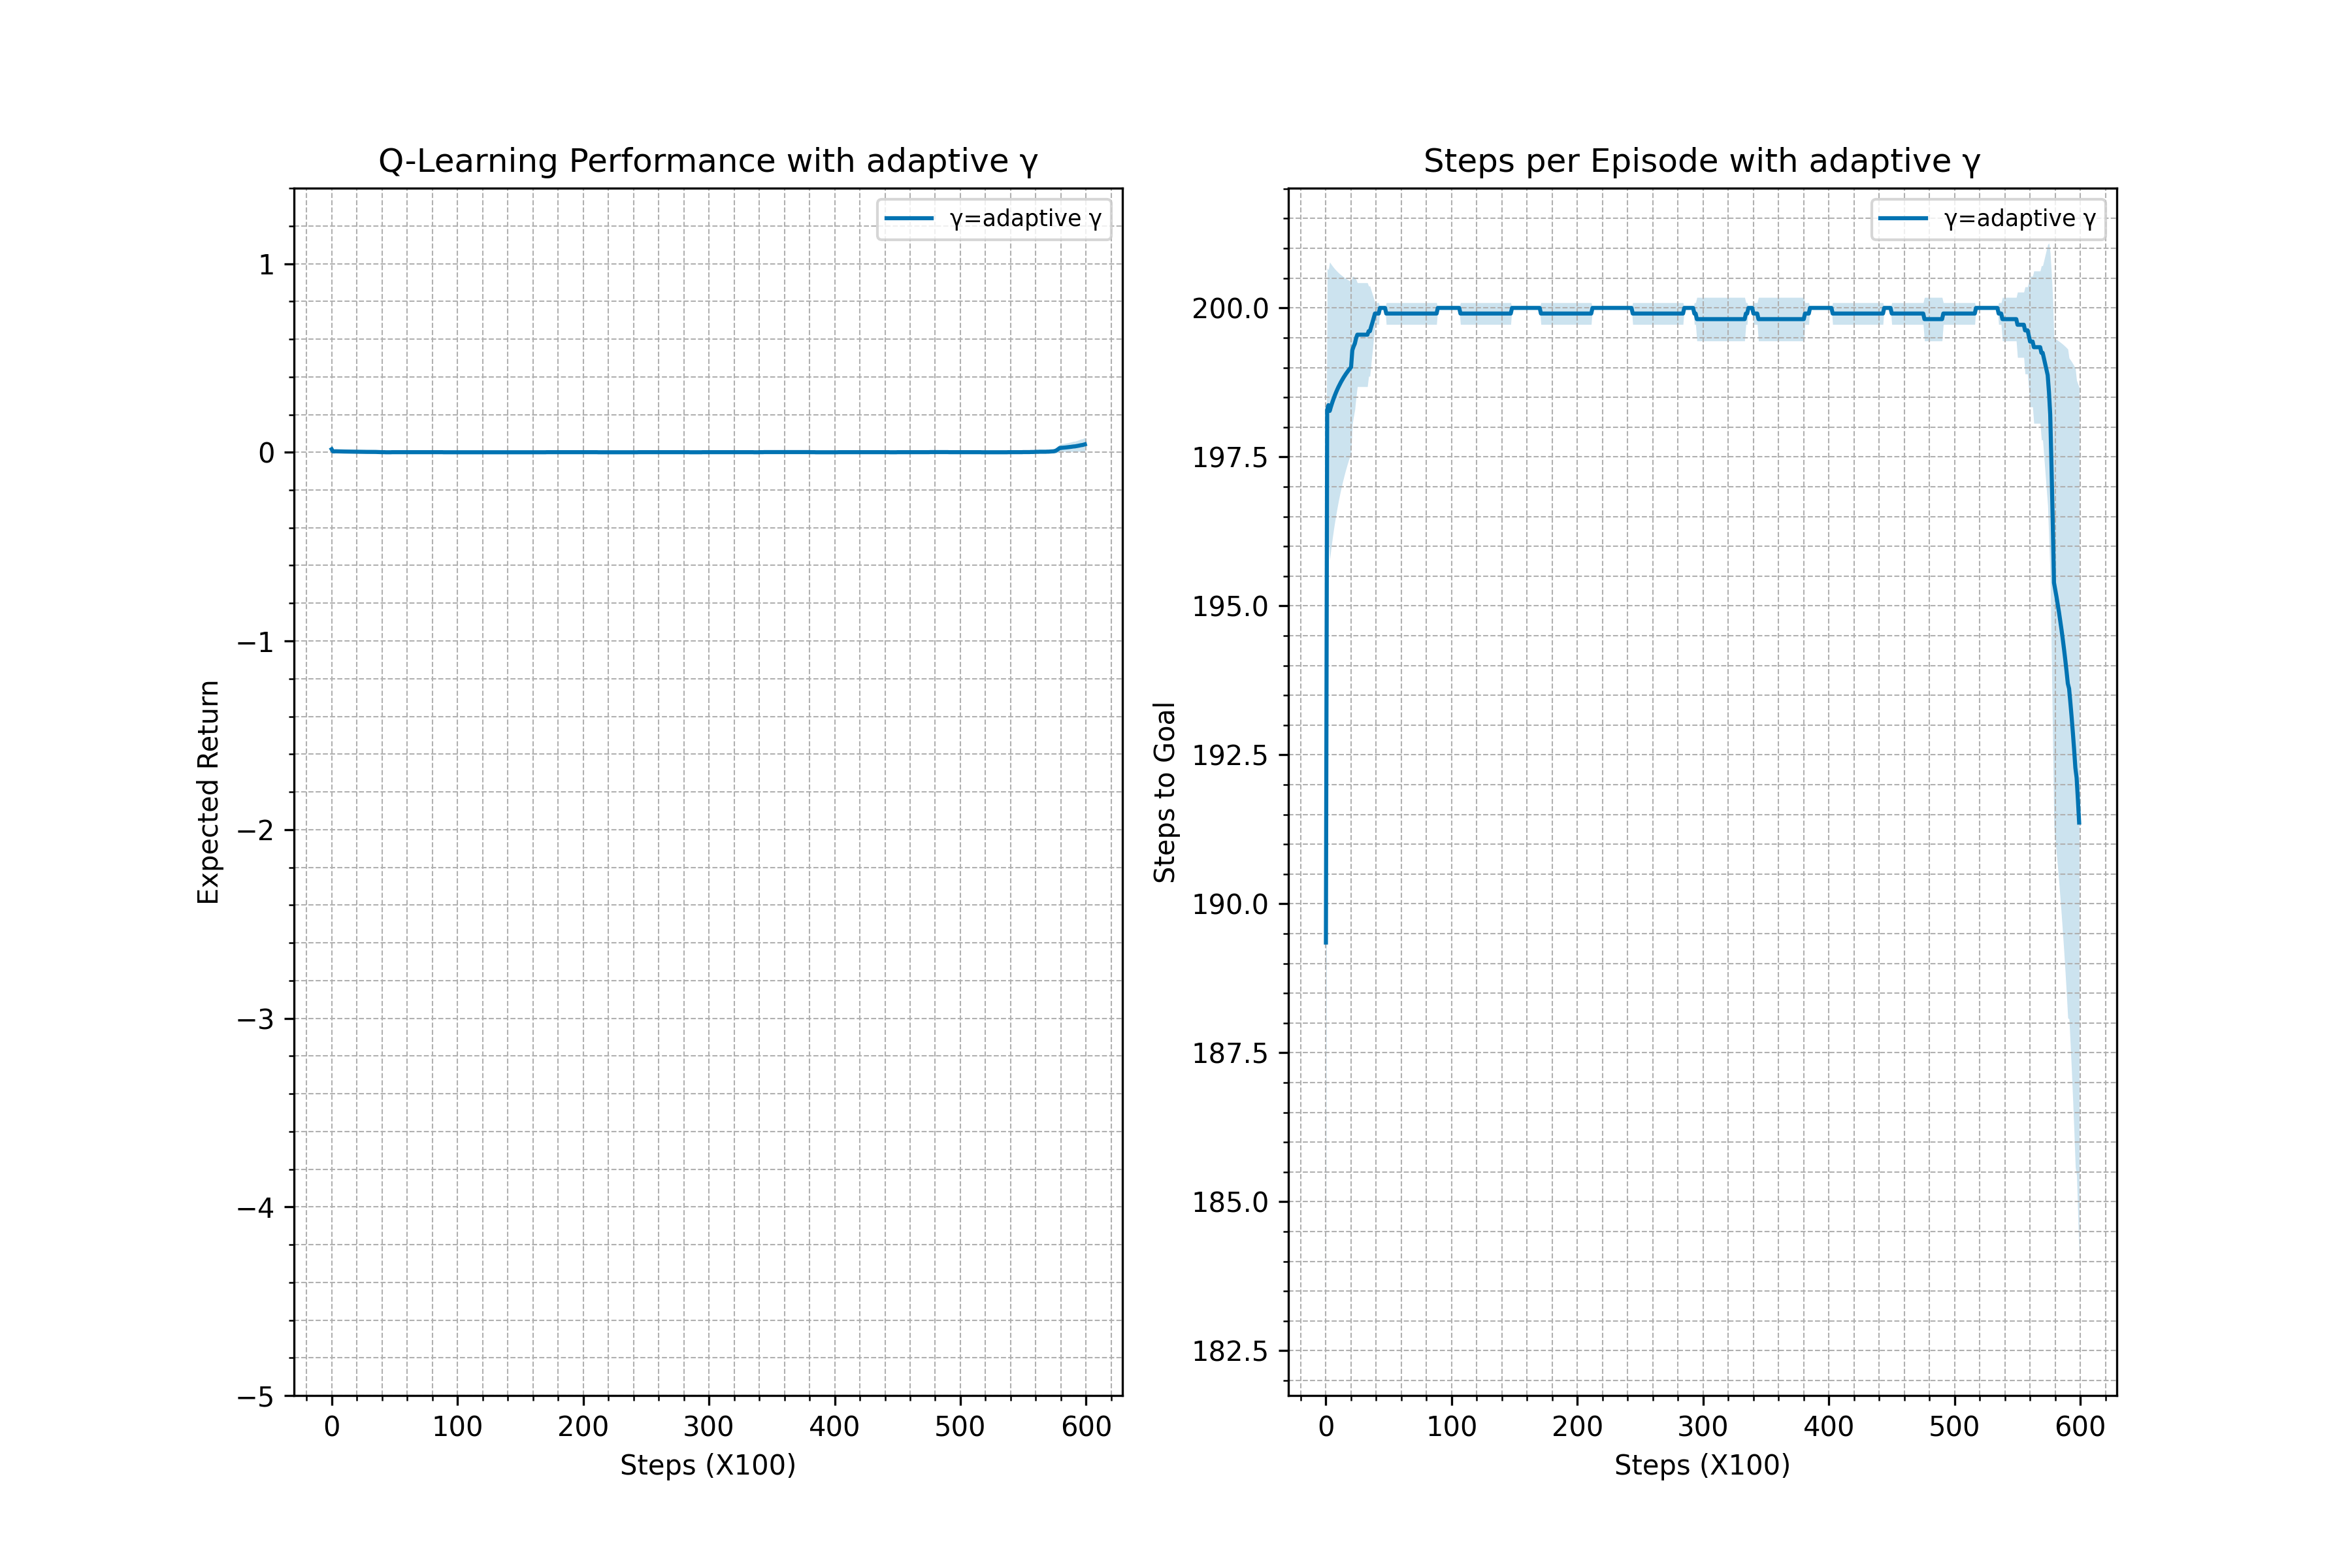 Q-Learning Performance with adaptive γ
γ=adaptive γ
1
0
−1
−2
−3
−4
−5
Expected Return
0 100 200 300 400 500 600
Steps (X100)
Steps per Episode with adaptive γ
γ=adaptive γ
200.0
197.5
195.0
192.5
190.0
187.5
185.0
182.5
Steps to Goal
0 100 200 300 400 500 600
Steps (X100)